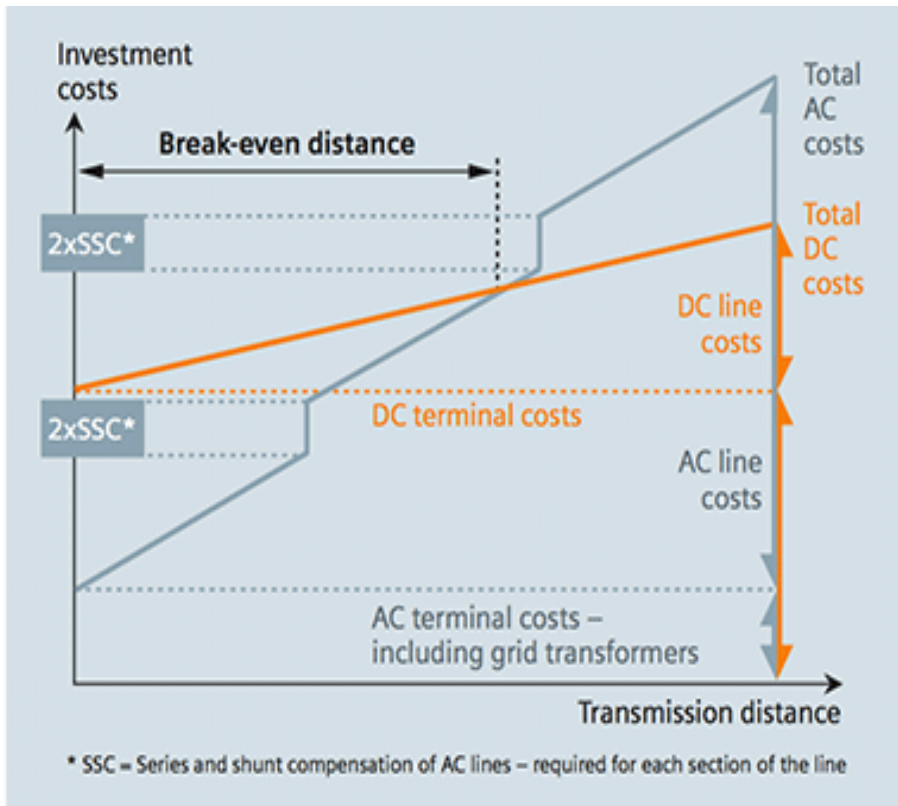 Investment
costs
Break-even distance
2xSSC*
2xSSC*
Total
AC
costs
Total
DC
costs
DC line
costs
DC terminal costs
AC line
costs
AC terminal costs –
including grid transformers
Transmission distance
* SSC = Series and shunt compensation of AC lines – required for each section of the line